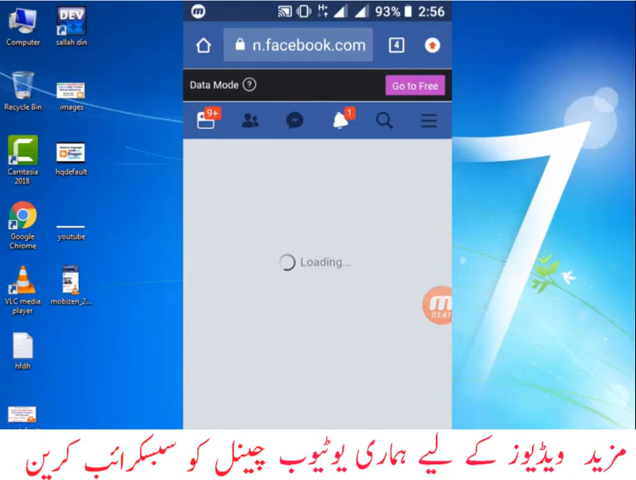 93% 2:56
n.facebook.com 4
Data Mode ? Go to Free
9+ 1
Loading...
03:47
Computer
sallah din
DEV
Recycle Bin
images
Camtasia
2018
hqdefault
Google
Chrome
youtube
VLC media
player
mobizen_2...
hfdh
7
مزید ویڈیوز کے لیے ہماری یوٹیوب چینل کو سبسکرائب کرین